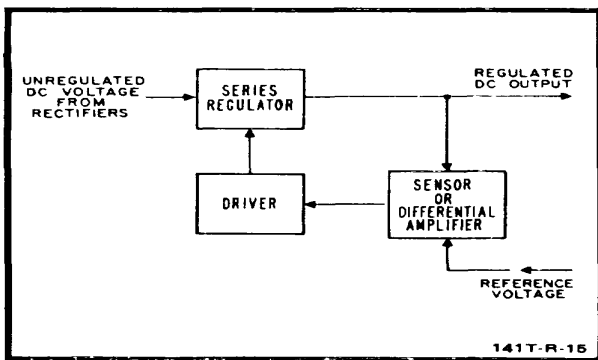 UNREGULATED
DC VOLTAGE
FROM
RECTIFIERS
SERIES
REGULATOR
REGULATED
DC OUTPUT
DRIVER
SENSOR
OR
DIFFERENTIAL
AMPLIFIER
REFERENCE
VOLTAGE
141T-R-15